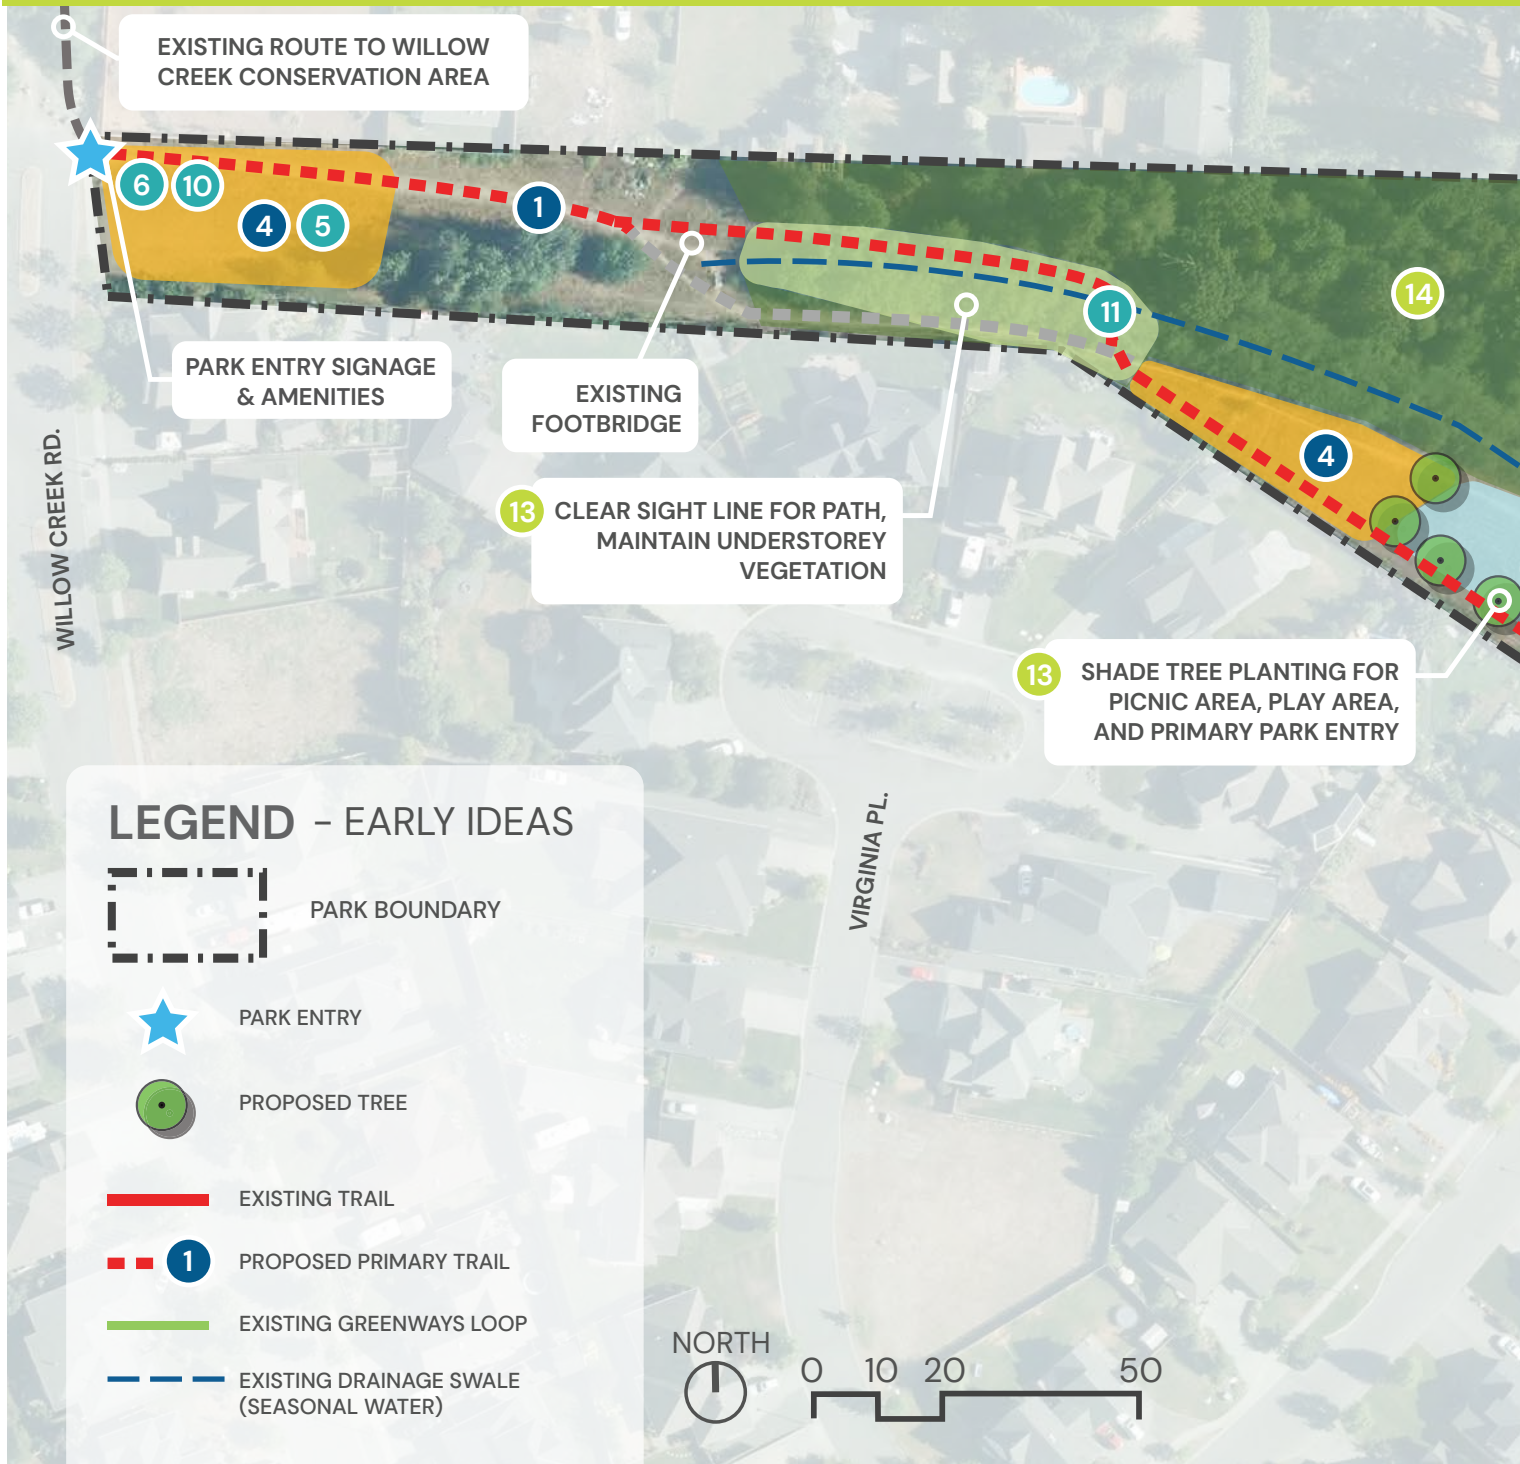 EXISTING ROUTE TO WILLOW
CREEK CONSERVATION AREA
6
10
4
5
1
11
14
PARK ENTRY SIGNAGE
& AMENITIES
EXISTING
FOOTBRIDGE
4
WILLOW CREEK RD.
13
CLEAR SIGHT LINE FOR PATH,
MAINTAIN UNDERSTOREY
VEGETATION
13
SHADE TREE PLANTING FOR
PICNIC AREA, PLAY AREA,
AND PRIMARY PARK ENTRY
VIRGINIA PL.
LEGEND - EARLY IDEAS
PARK BOUNDARY
PARK ENTRY
PROPOSED TREE
EXISTING TRAIL
1 PROPOSED PRIMARY TRAIL
EXISTING GREENWAYS LOOP
EXISTING DRAINAGE SWALE
(SEASONAL WATER)
NORTH
0 10 20 50